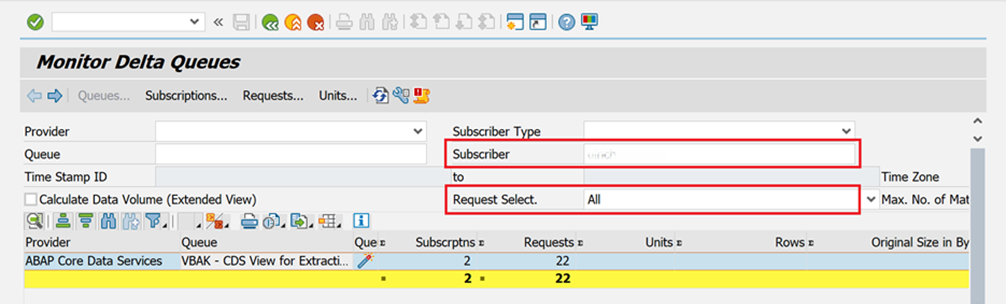 Monitor Delta Queues
Queues... Subscriptions... Requests... Units...
Provider Subscriber Type
Queue Subscriber
Time Stamp ID to Time Zone
Calculate Data Volume (Extended View) Request Select. All Max. No. of Mat
Provider Queue Que Subscrptns Requests Units Rows Original Size in By
ABAP Core Data Services VBAK - CDS View for Extracti... 2 22
2 22